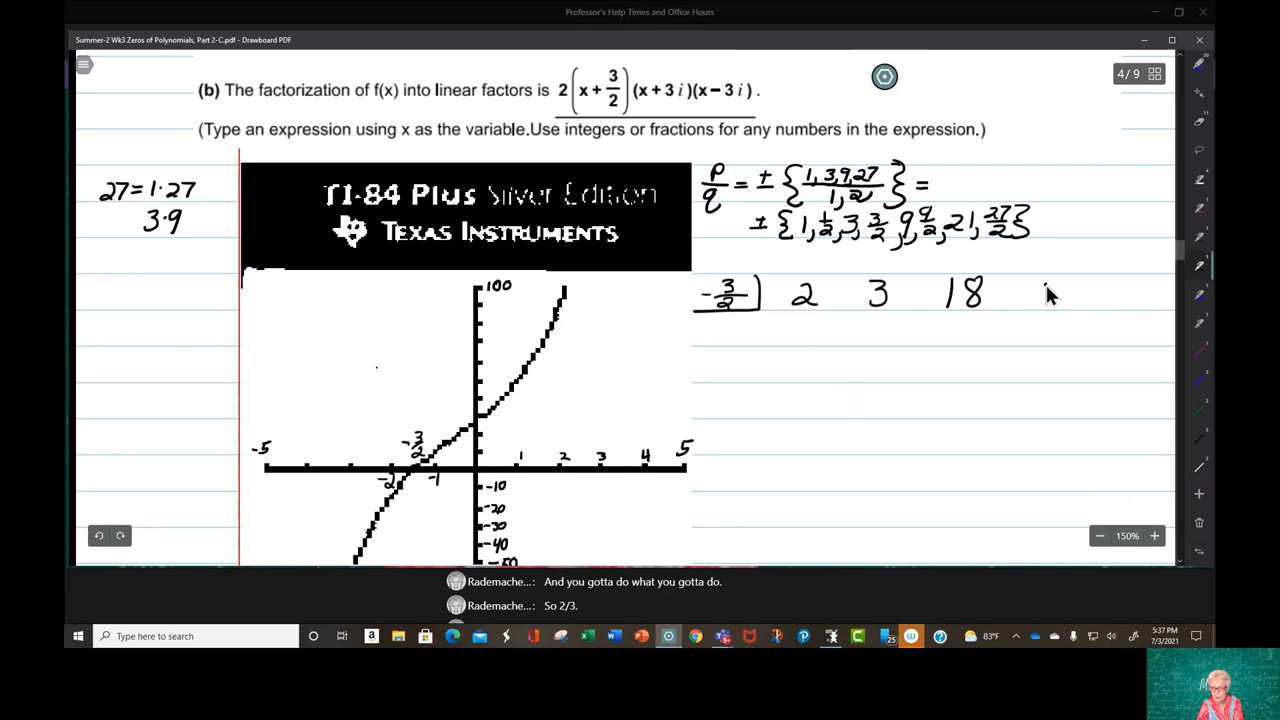 Professor's Help Times and Office Hours
Summer-2 Wk3 Zeros of Polynomials, Part 2-C.pdf - Drawboard PDF
4 / 9
(b) The factorization of f(x) into linear factors is 2(x + 3/2)(x + 3 i)(x − 3 i).
(Type an expression using x as the variable.Use integers or fractions for any numbers in the expression.)
27 = 1·27
3·9
TI-84 Plus Silver Edition
TEXAS INSTRUMENTS
p/q = ± {1,3,9,27 / 1,2} =
± {1, 1/2, 3, 3/2, 9, 9/2, 21, 27/2}
-3/2 2 3 18
100
-5 -3/2 1 2 3 4 5
-2 -1
-10
-20
-30
-40
-50
150%
Rademache...: And you gotta do what you gotta do.
Rademache...: So 2/3.
Type here to search
25
83°F
5:37 PM
7/3/2021